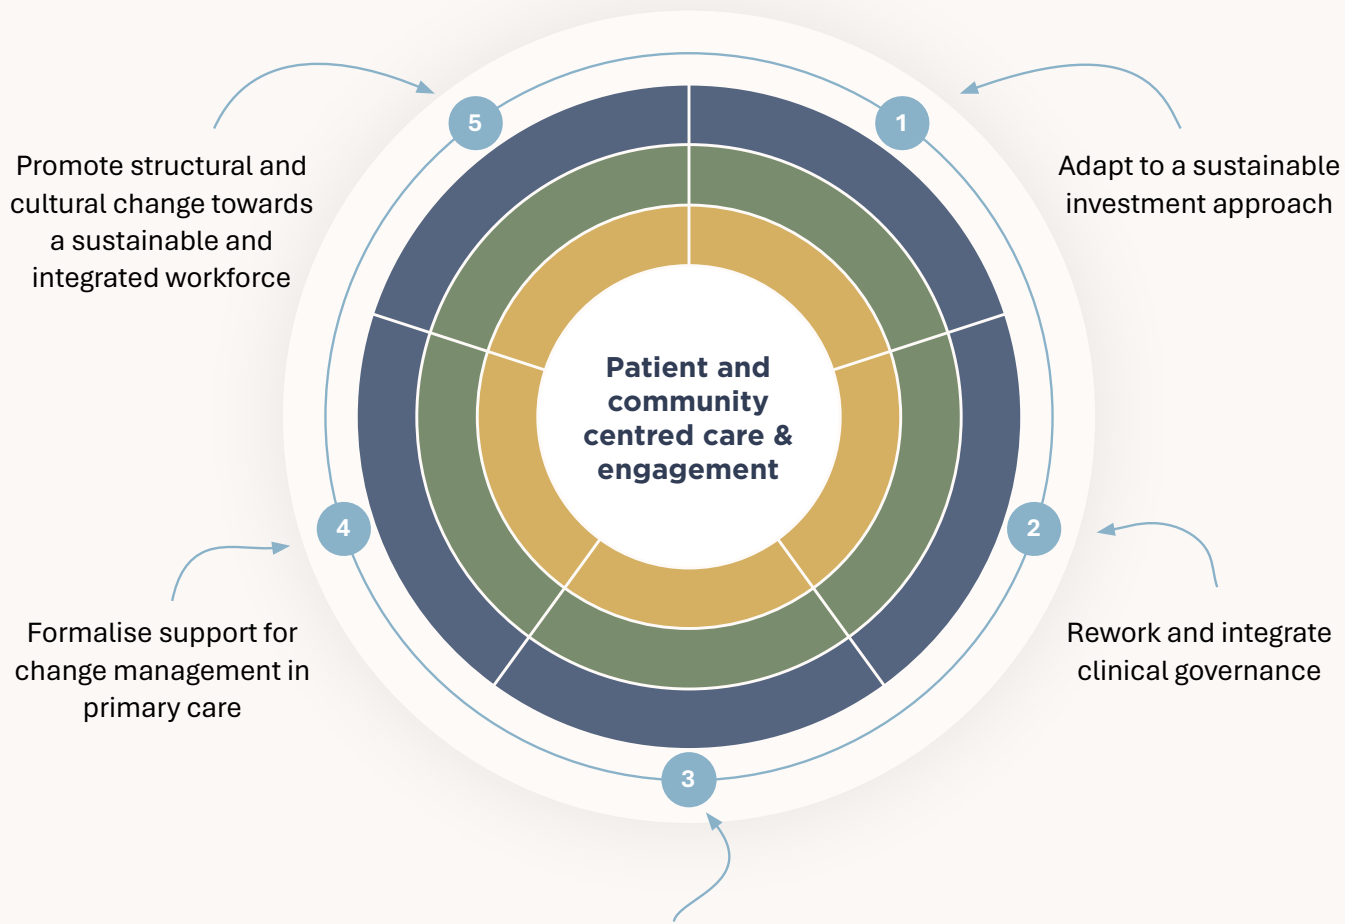 5
1
Promote structural and
cultural change towards
a sustainable and
integrated workforce
Adapt to a sustainable
investment approach
Patient and
community
centred care &
engagement
4
2
Formalise support for
change management in
primary care
Rework and integrate
clinical governance
3